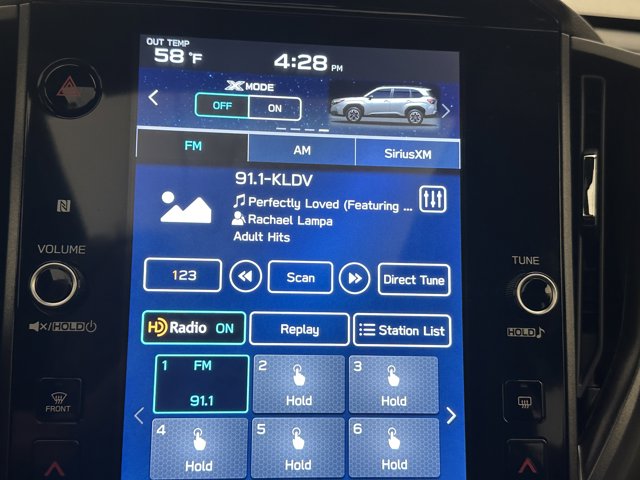 OUT TEMP
58 °F
4:28 PM
X MODE
OFF ON
FM AM SiriusXM
91.1-KLDV
Perfectly Loved (Featuring ...
Rachael Lampa
Adult Hits
VOLUME
TUNE
123 Scan Direct Tune
HOLD
HOLD
HD Radio ON Replay Station List
1 FM 91.1
2 Hold
3 Hold
FRONT
4 Hold
5 Hold
6 Hold